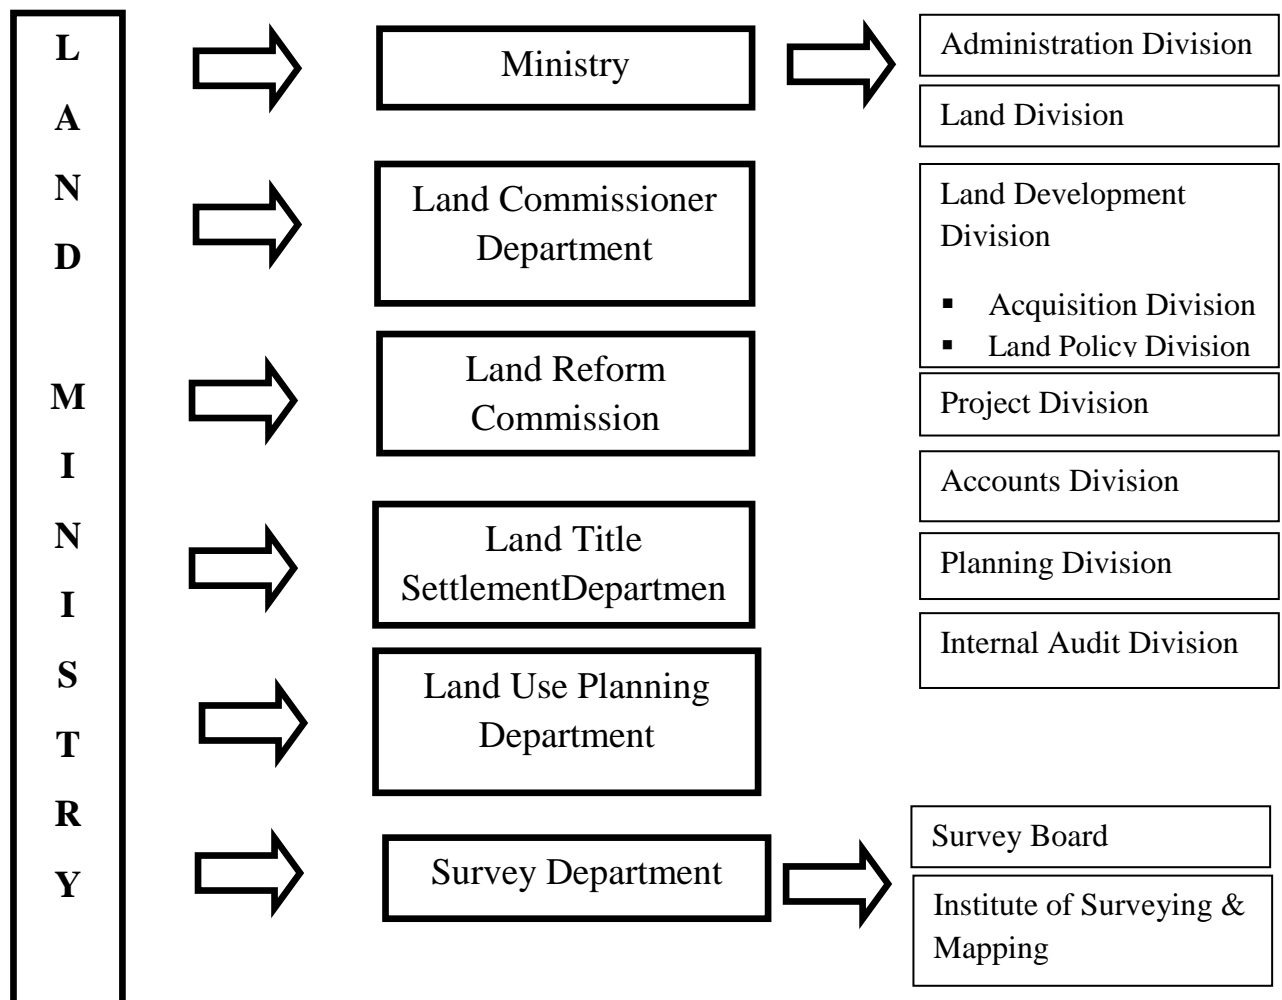 L
A
N
D
M
I
N
I
S
T
R
Y
Ministry
Land Commissioner
Department
Land Reform
Commission
Land Title
SettlementDepartmen
Land Use Planning
Department
Survey Department
Administration Division
Land Division
Land Development
Division
▪ Acquisition Division
▪ Land Policy Division
Project Division
Accounts Division
Planning Division
Internal Audit Division
Survey Board
Institute of Surveying &
Mapping